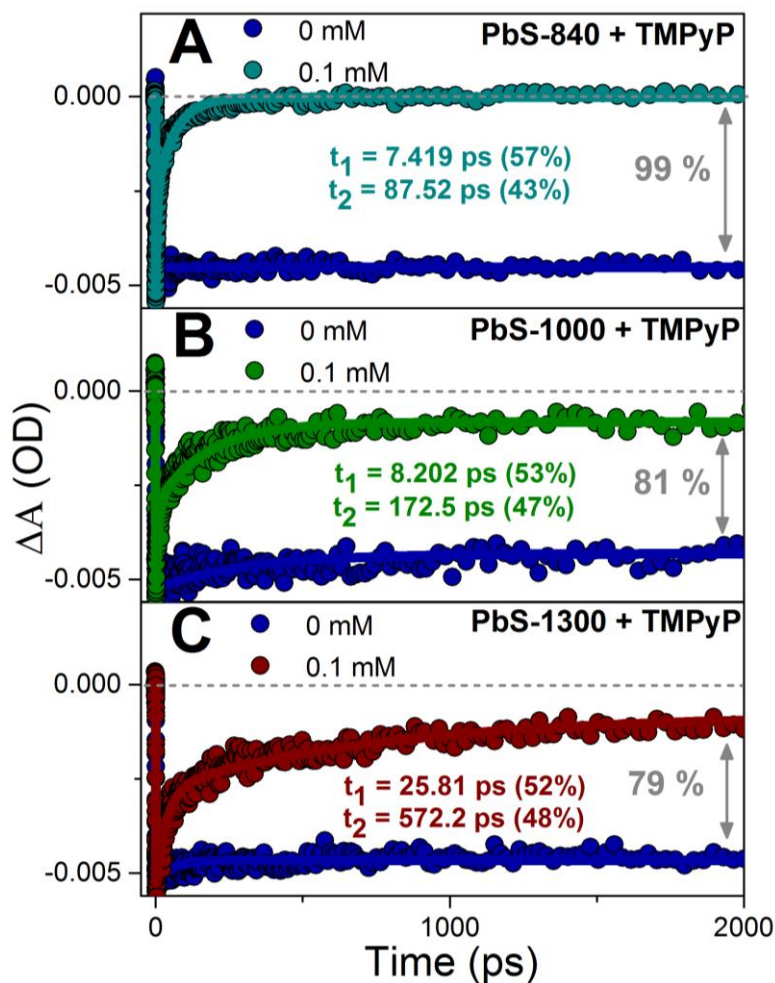 A
0 mM
PbS-840 + TMPyP
0.1 mM
0.000
t1 = 7.419 ps (57%)
t2 = 87.52 ps (43%)
99 %
-0.005
B
0 mM
PbS-1000 + TMPyP
0.1 mM
0.000
t1 = 8.202 ps (53%)
t2 = 172.5 ps (47%)
81 %
-0.005
C
0 mM
PbS-1300 + TMPyP
0.1 mM
0.000
t1 = 25.81 ps (52%)
t2 = 572.2 ps (48%)
79 %
-0.005
ΔA (OD)
0
1000
2000
Time (ps)